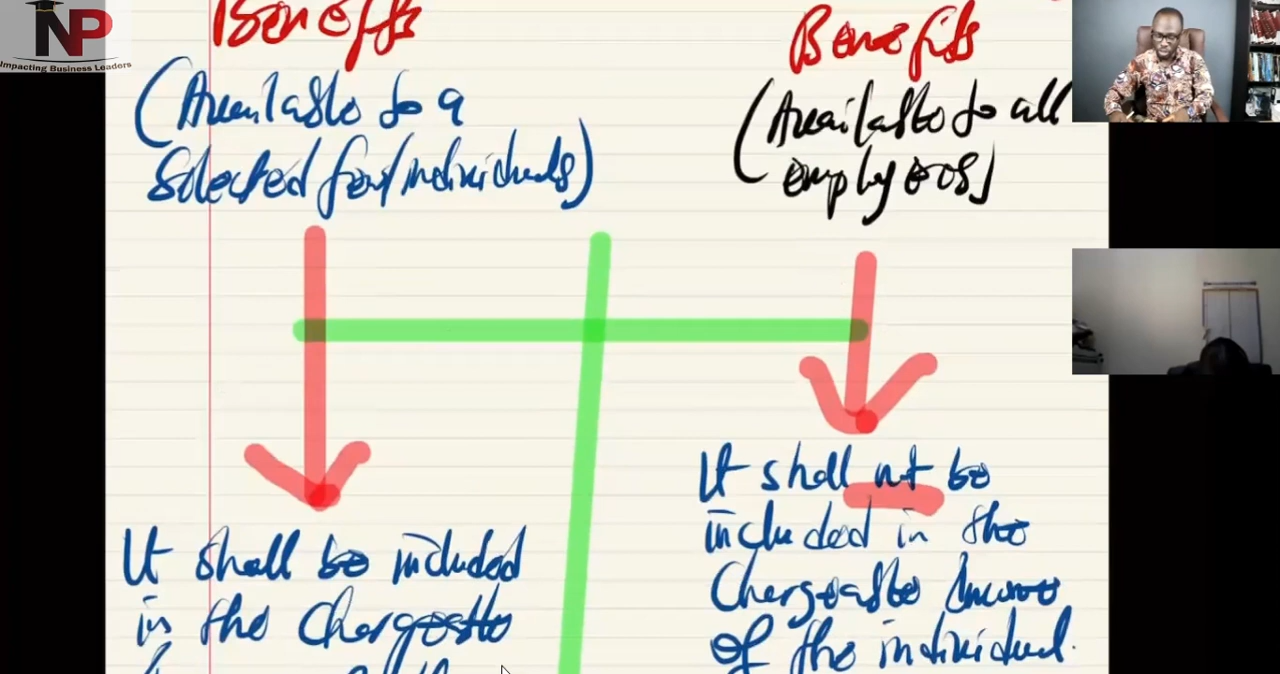 NP
Impacting Business Leaders
Benefits
(Available to a
Selected few/individuals)
It shall be included
in the Chargeable
Benefits
(Available to all
employees)
It shall not be
included in the
Chargeable Income
of the individual.